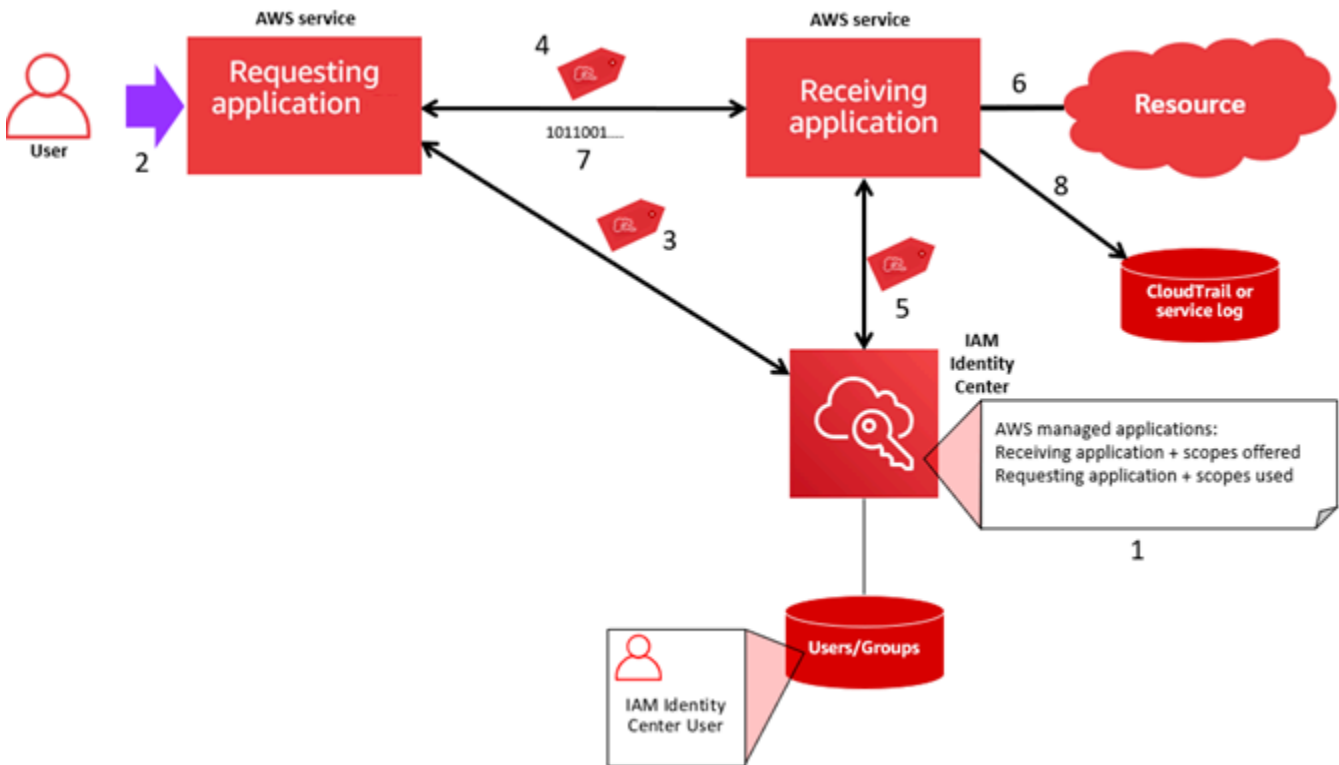 AWS service
Requesting
application
User
2
4
1011001....
7
AWS service
Receiving
application
6
Resource
8
3
5
CloudTrail or
service log
IAM
Identity
Center
AWS managed applications:
Receiving application + scopes offered
Requesting application + scopes used
1
Users/Groups
IAM Identity
Center User